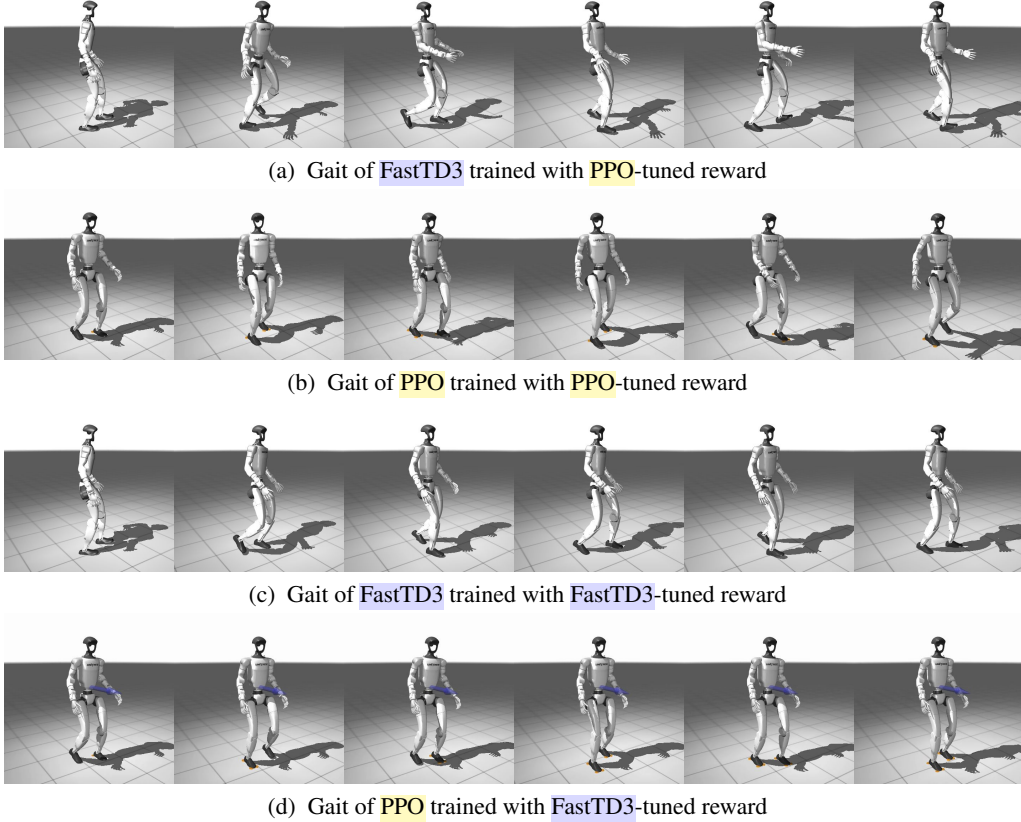 (a) Gait of FastTD3 trained with PPO-tuned reward
(b) Gait of PPO trained with PPO-tuned reward
(c) Gait of FastTD3 trained with FastTD3-tuned reward
(d) Gait of PPO trained with FastTD3-tuned reward